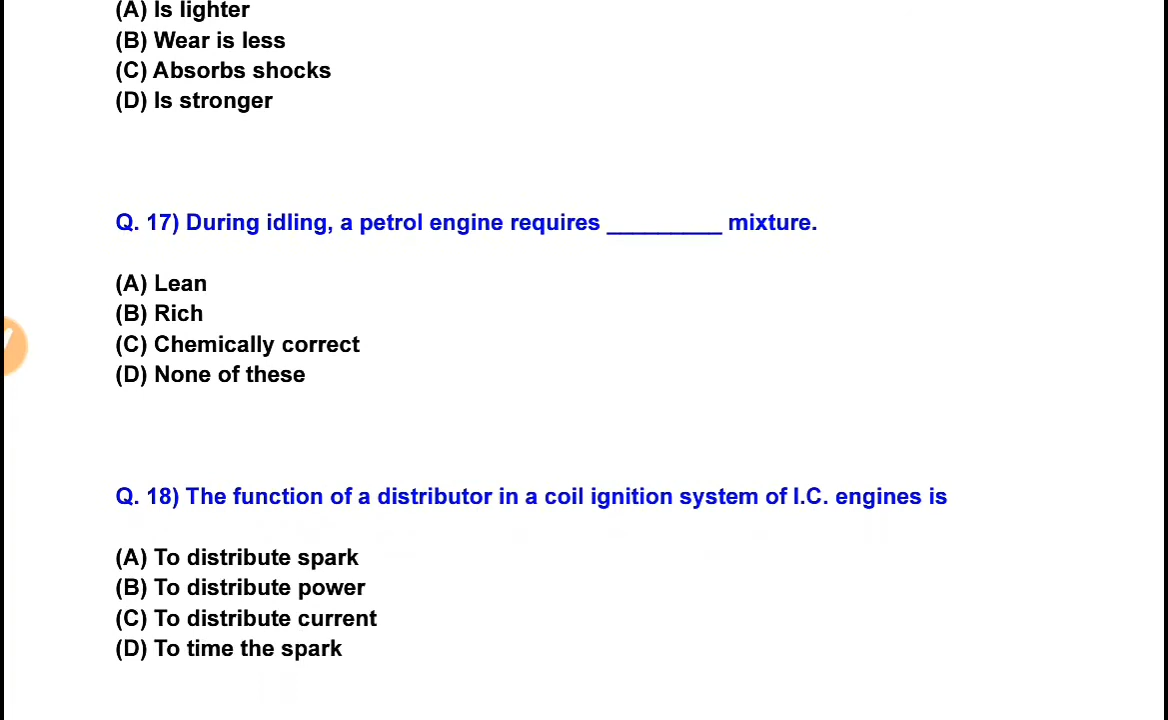 (A) Is lighter
(B) Wear is less
(C) Absorbs shocks
(D) Is stronger
Q. 17) During idling, a petrol engine requires _________ mixture.
(A) Lean
(B) Rich
(C) Chemically correct
(D) None of these
Q. 18) The function of a distributor in a coil ignition system of I.C. engines is
(A) To distribute spark
(B) To distribute power
(C) To distribute current
(D) To time the spark